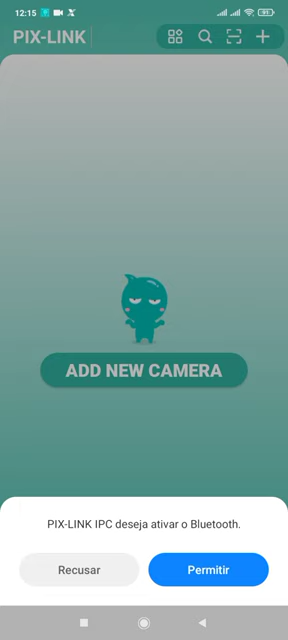 12:15
PIX-LINK
ADD NEW CAMERA
PIX-LINK IPC deseja ativar o Bluetooth.
Recusar
Permitir